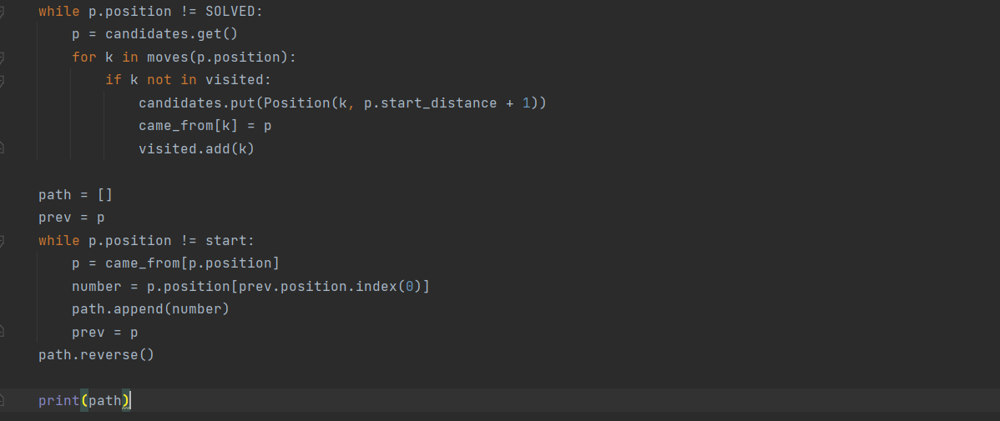 while p.position != SOLVED:
    p = candidates.get()
    for k in moves(p.position):
        if k not in visited:
            candidates.put(Position(k, p.start_distance + 1))
            came_from[k] = p
            visited.add(k)

path = []
prev = p
while p.position != start:
    p = came_from[p.position]
    number = p.position[prev.position.index(0)]
    path.append(number)
    prev = p
path.reverse()

print(path)